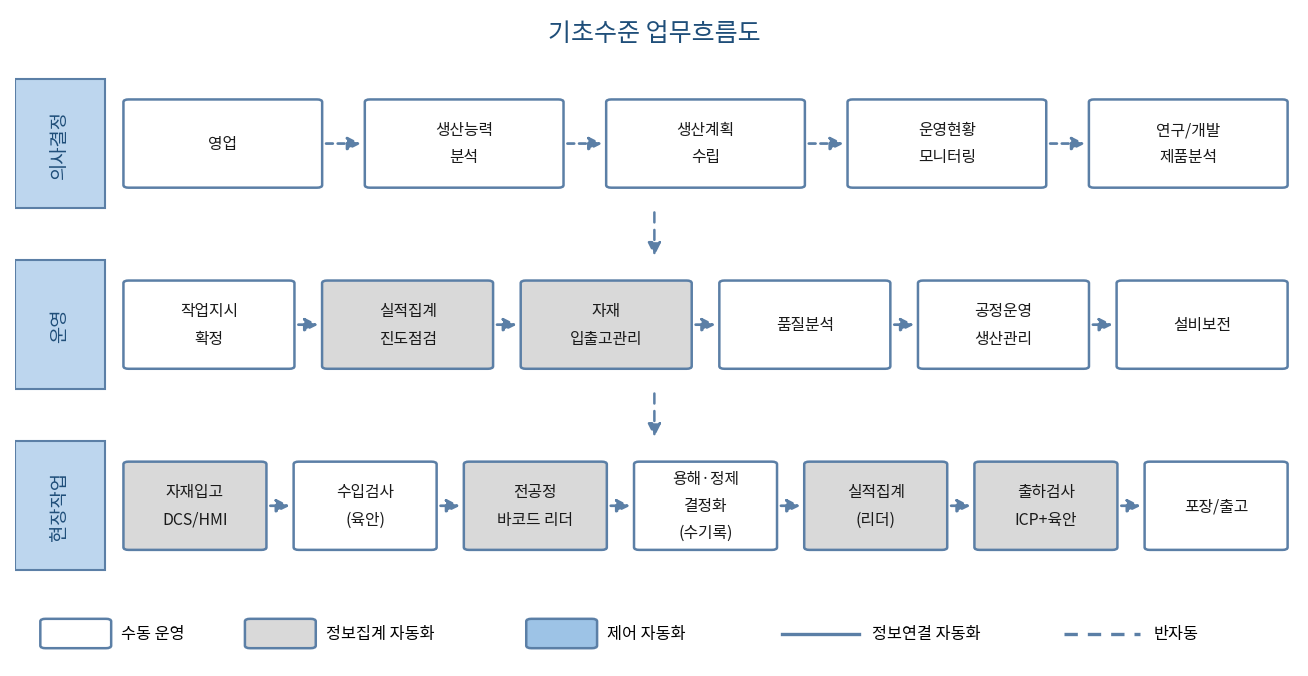 기초수준 업무흐름도
의사결정
영업
생산능력
분석
생산계획
수립
운영현황
모니터링
연구/개발
제품분석
운영
작업지시
확정
실적집계
진도점검
자재
입출고관리
품질분석
공정운영
생산관리
설비보전
현장작업
자재입고
DCS/HMI
수입검사
(육안)
전공정
바코드 리더
용해·정제
결정화
(수기록)
실적집계
(리더)
출하검사
ICP+육안
포장/출고
수동 운영
정보집계 자동화
제어 자동화
정보연결 자동화
반자동